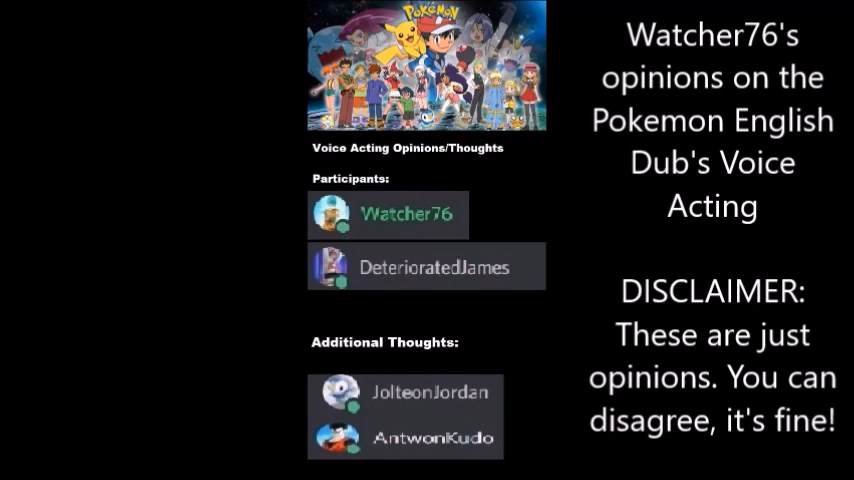 POKéMON
Voice Acting Opinions/Thoughts
Participants:
Watcher76
DeterioratedJames
Additional Thoughts:
JolteonJordan
AntwonKudo
Watcher76's
opinions on the
Pokemon English
Dub's Voice
Acting
DISCLAIMER:
These are just
opinions. You can
disagree, it's fine!